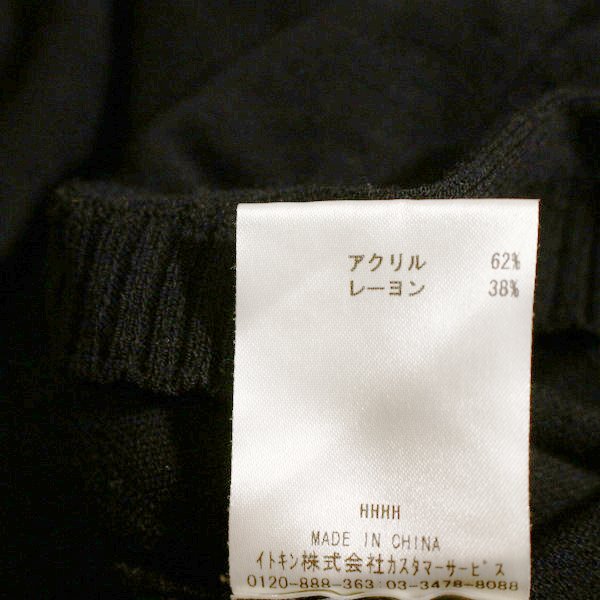 アクリル 62%
レーヨン 38%
HHHH
MADE IN CHINA
イトキン株式会社カスタマーサービス
0120-888-363:03-3478-8088